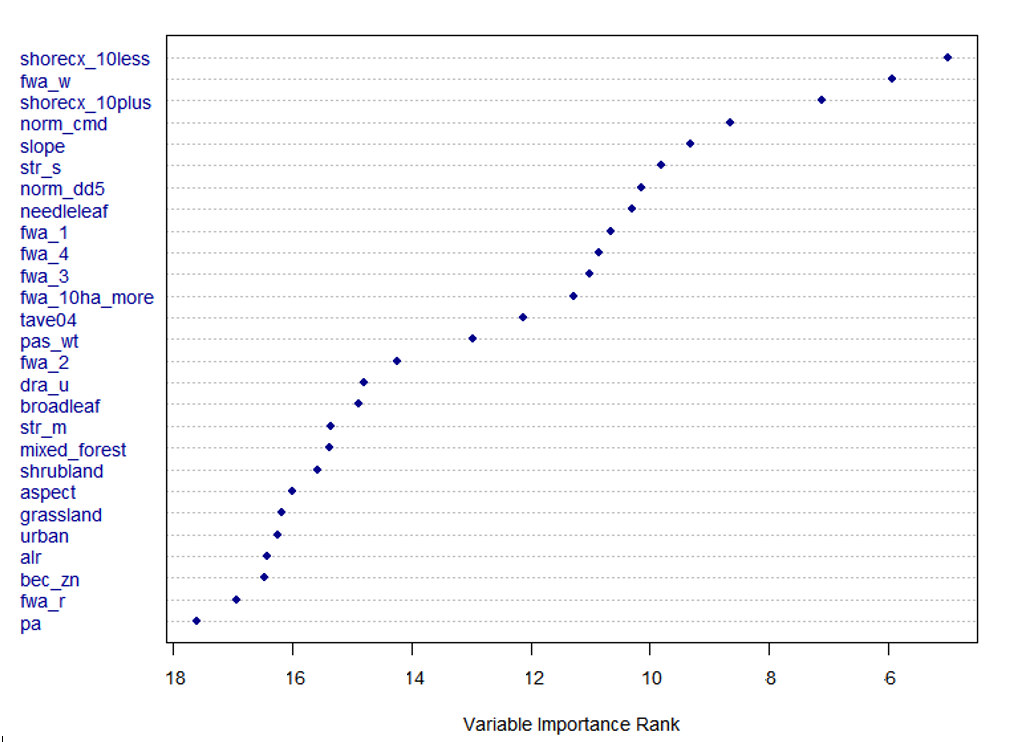 shorecx_10less
fwa_w
shorecx_10plus
norm_cmd
slope
str_s
norm_dd5
needleleaf
fwa_1
fwa_4
fwa_3
fwa_10ha_more
tave04
pas_wt
fwa_2
dra_u
broadleaf
str_m
mixed_forest
shrubland
aspect
grassland
urban
alr
bec_zn
fwa_r
pa
18 16 14 12 10 8 6
Variable Importance Rank